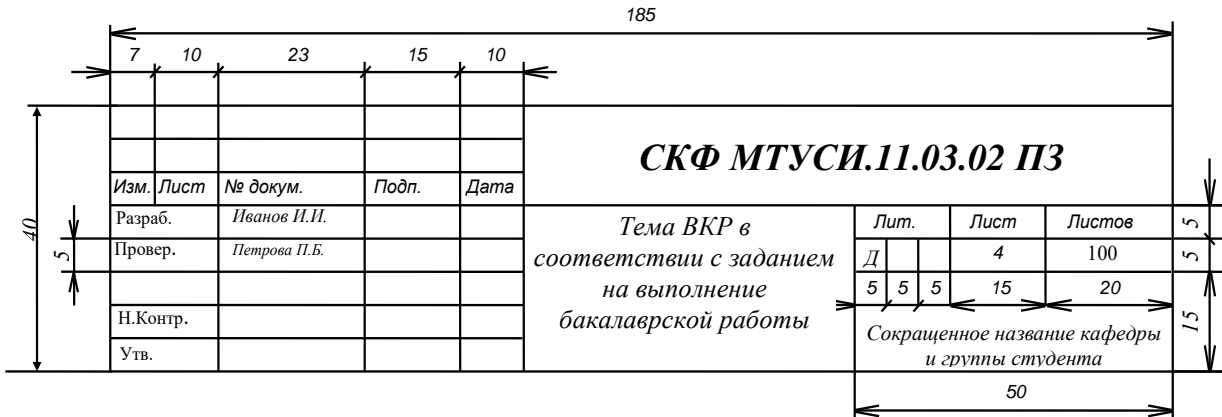 185
7 10 23 15 10
СКФ МТУСИ.11.03.02 ПЗ
Изм. Лист № докум. Подп. Дата
40
5
Разраб. Иванов И.И.
Провер. Петрова П.Б.
Н.Контр.
Утв.
Тема ВКР в
соответствии с заданием
на выполнение
бакалаврской работы
Лит. Лист Листов 5
Д 4 100 5
5 5 5 15 20
15
Сокращенное название кафедры
и группы студента
50